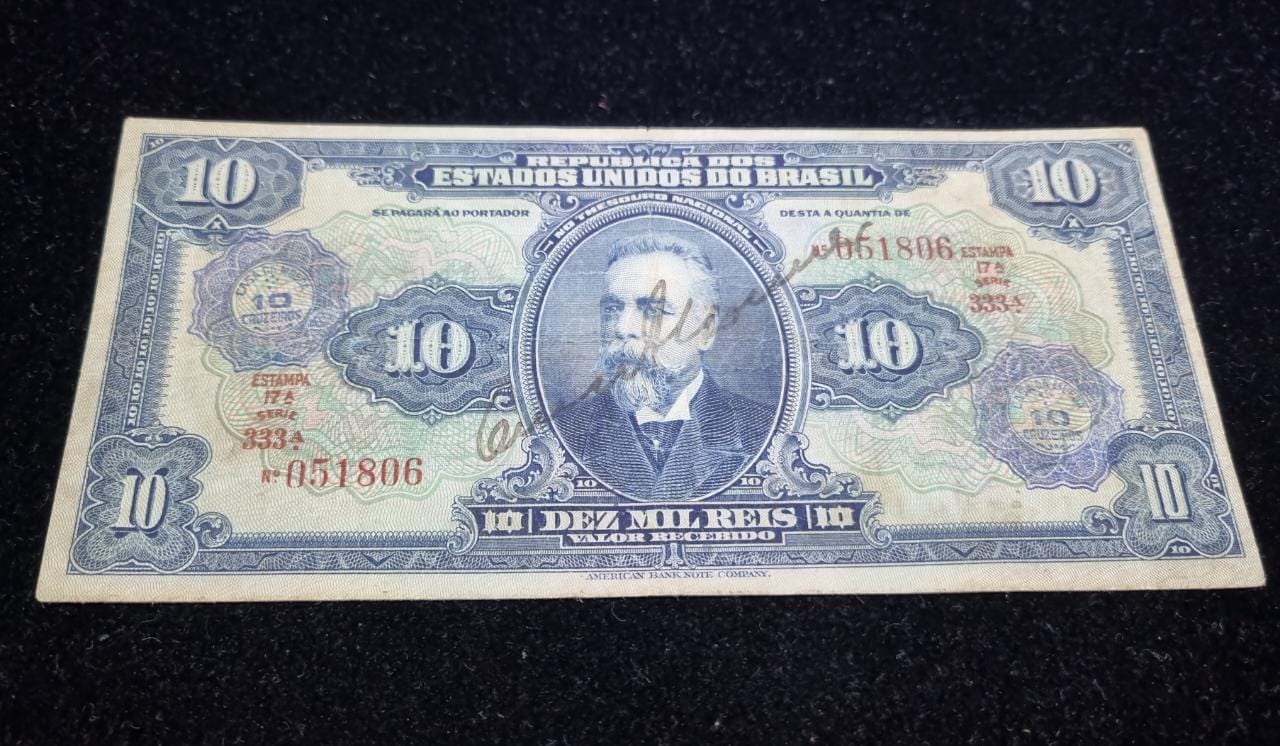 10 REPUBLICA DOS 10
ESTADOS UNIDOS DO BRASIL
SE PAGARÁ AO PORTADOR DESTA A QUANTIA DE
NO THESOURO NACIONAL
Nº 051806 ESTAMPA
17ª
SERIE
333ª
10
CRUZEIROS
10 10
ESTAMPA
17ª
SERIE
333ª
Nº 051806
10
CRUZEIROS
10 10
10 10 DEZ MIL REIS 10 10
VALOR RECEBIDO
10
AMERICAN BANK NOTE COMPANY.